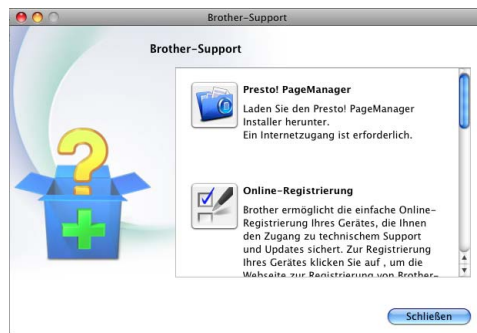 Brother-Support
Brother-Support
Presto! PageManager
Laden Sie den Presto! PageManager
Installer herunter.
Ein Internetzugang ist erforderlich.
Online-Registrierung
Brother ermöglicht die einfache Online-
Registrierung Ihres Gerätes, die Ihnen
den Zugang zu technischem Support
und Updates sichert. Zur Registrierung
Ihres Gerätes klicken Sie auf , um die
Webseite zur Registrierung von Brother-
Schließen